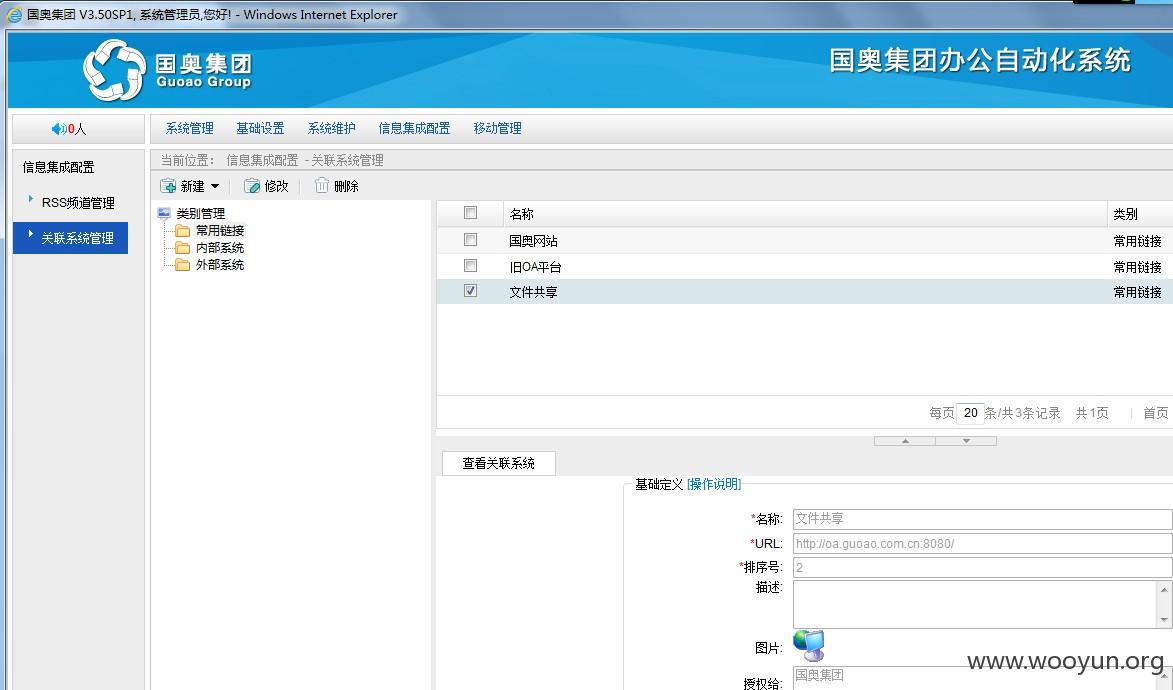 国奥集团 V3.50SP1, 系统管理员,您好! - Windows Internet Explorer
国奥集团 国奥集团办公自动化系统
Guoao Group
0人 系统管理 基础设置 系统维护 信息集成配置 移动管理
信息集成配置 当前位置： 信息集成配置 - 关联系统管理
新建 修改 删除
RSS频道管理
关联系统管理
类别管理
常用链接
内部系统
外部系统
名称 类别
国奥网站 常用链接
旧OA平台 常用链接
文件共享 常用链接
每页 20 条/共3条记录 共1页 首页
查看关联系统
基础定义 [操作说明]
*名称: 文件共享
*URL: http://oa.guoao.com.cn:8080/
*排序号: 2
描述:
图片:
授权给: 国奥集团
www.wooyun.org